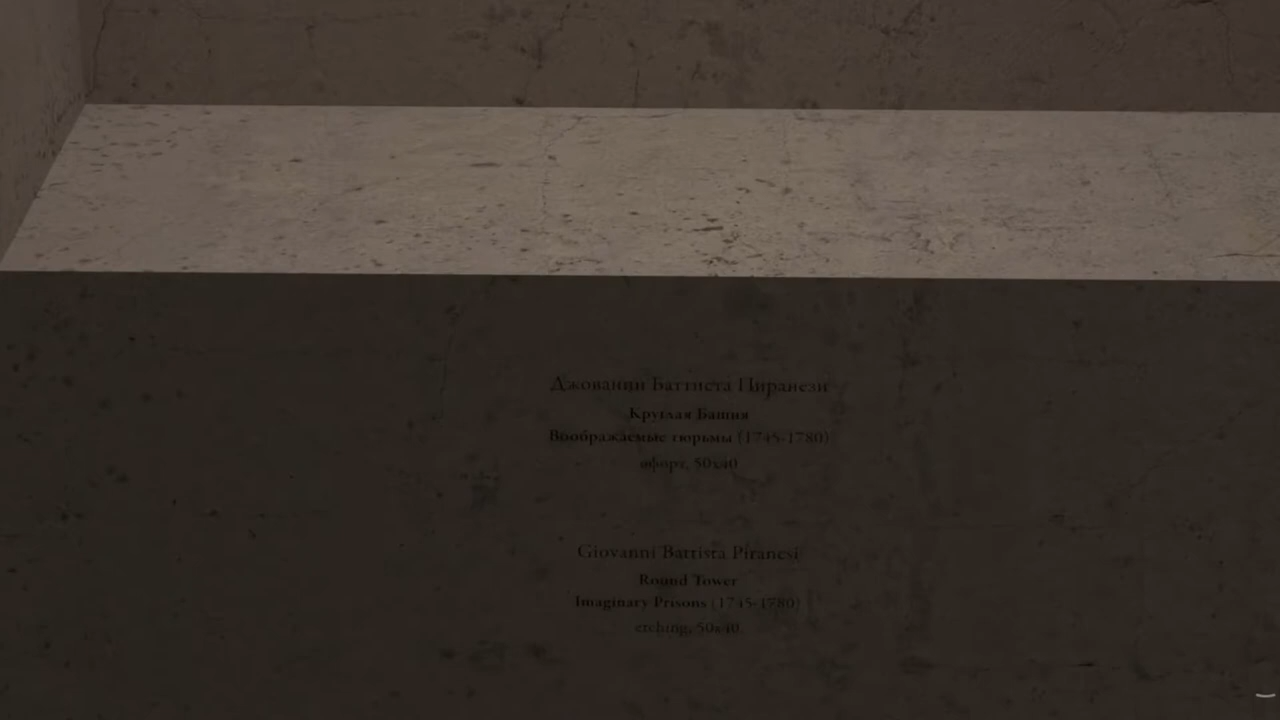 Джованни Баттиста Пиранези
Круглая Башня
Воображаемые тюрьмы (1745-1780)
офорт, 50x40
Giovanni Battista Piranesi
Round Tower
Imaginary Prisons (1745-1780)
etching, 50x40